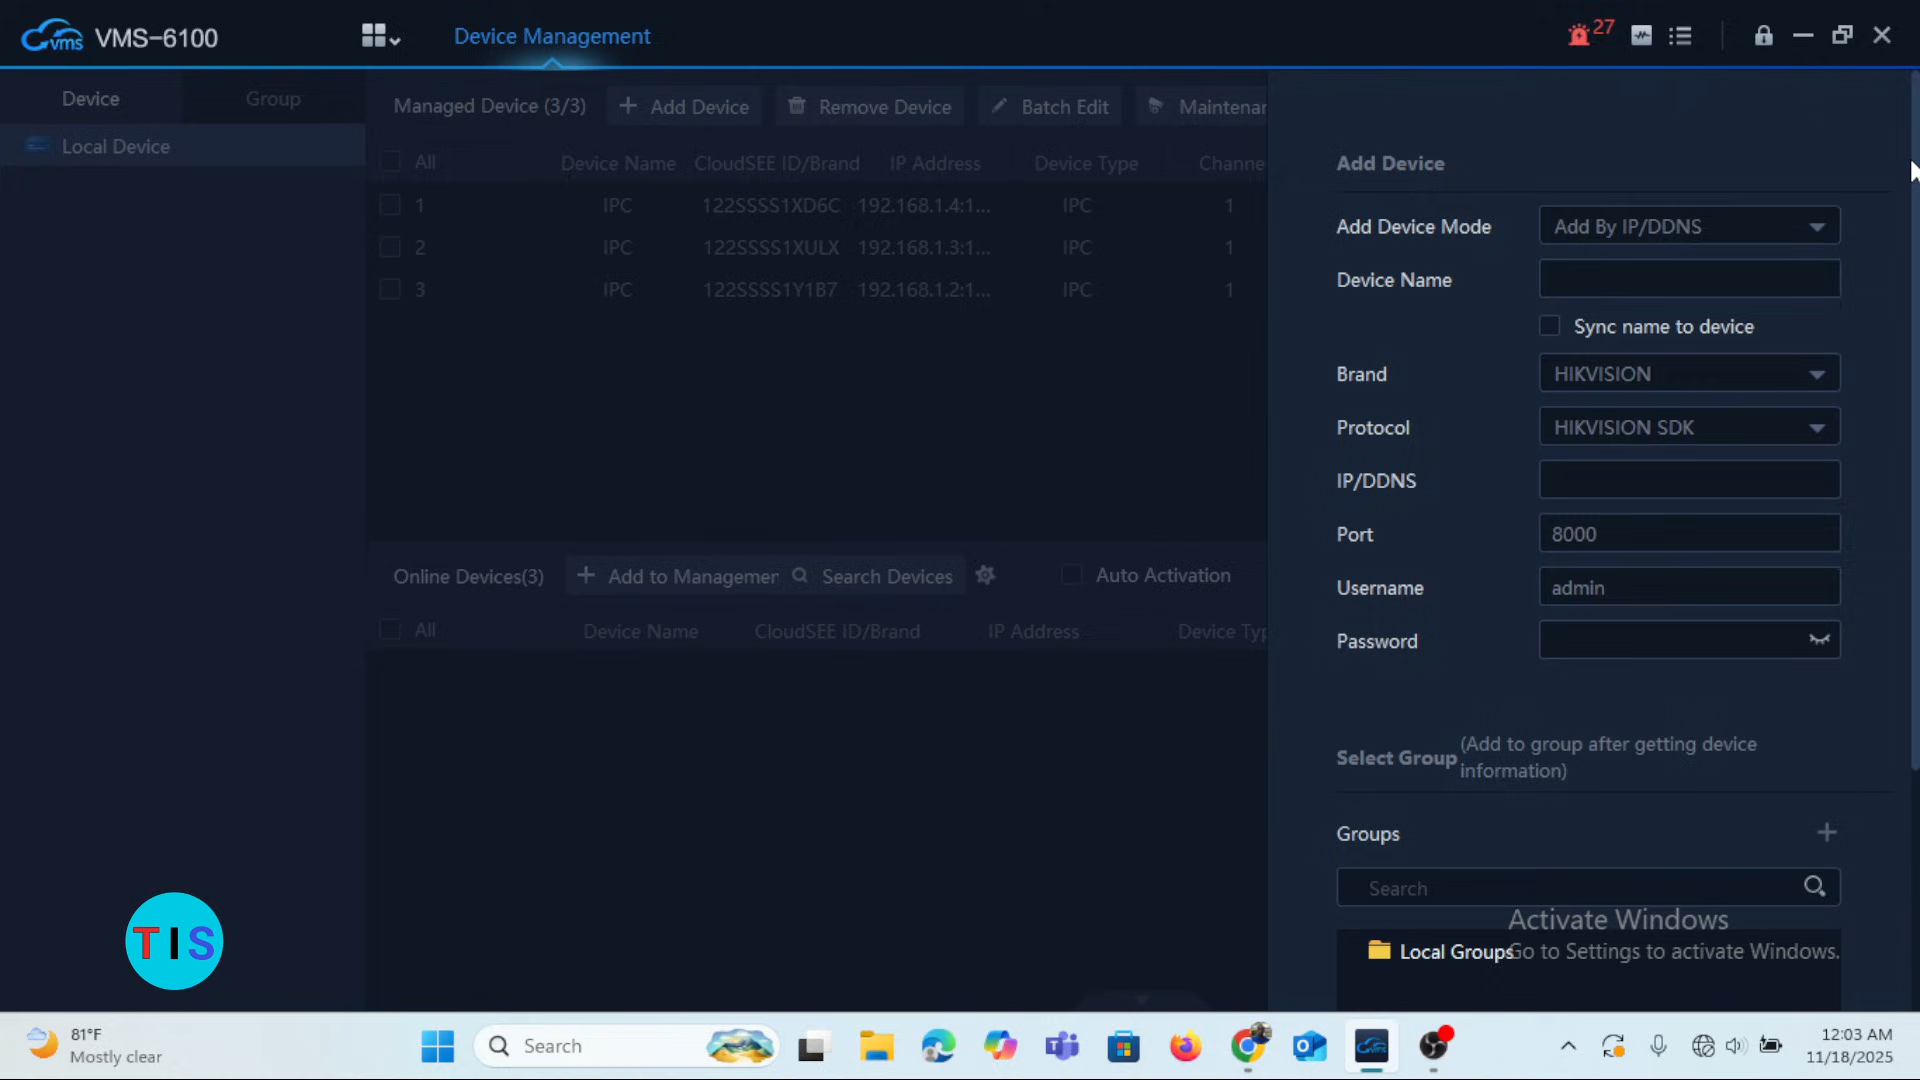 vms VMS-6100
Device Management
27
Device Group
Local Device
Managed Device (3/3) Add Device Remove Device Batch Edit Maintenan
All Device Name CloudSEE ID/Brand IP Address Device Type Channe
1 IPC 122SSSS1XD6C 192.168.1.4:1... IPC 1
2 IPC 122SSSS1XULX 192.168.1.3:1... IPC 1
3 IPC 122SSSS1Y1B7 192.168.1.2:1... IPC 1
Online Devices(3) Add to Managemer Search Devices Auto Activation
All Device Name CloudSEE ID/Brand IP Address Device Typ
Add Device
Add Device Mode Add By IP/DDNS
Device Name
Sync name to device
Brand HIKVISION
Protocol HIKVISION SDK
IP/DDNS
Port 8000
Username admin
Password
Select Group (Add to group after getting device
information)
Groups
Search
Activate Windows
Local Groups Go to Settings to activate Windows.
TIS
81°F
Mostly clear
Search
12:03 AM
11/18/2025